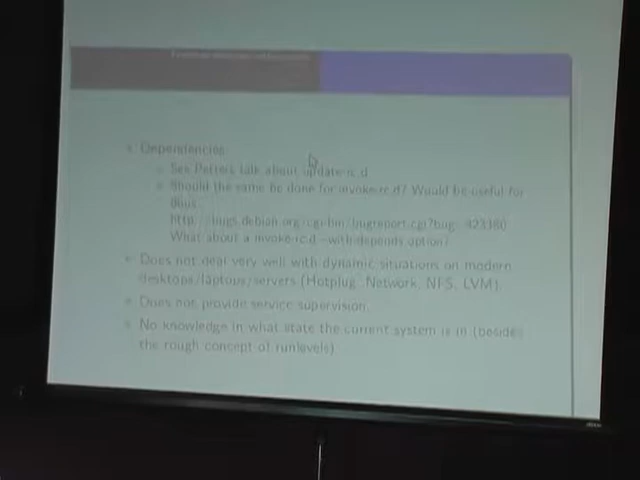 Dependencies
See Petter's talk about update-rc.d
Should the same be done for invoke-rc.d? Would be useful for
http://bugs.debian.org/cgi-bin/bugreport.cgi?bug=423360
What about a invoke-rc.d --with-depends option?
Does not deal very well with dynamic situations on modern
desktops/laptops/servers (Hotplug, Network, NFS, LVM).
Does not provide service supervision.
No knowledge in what state the current system is in (besides
the rough concept of runlevels)